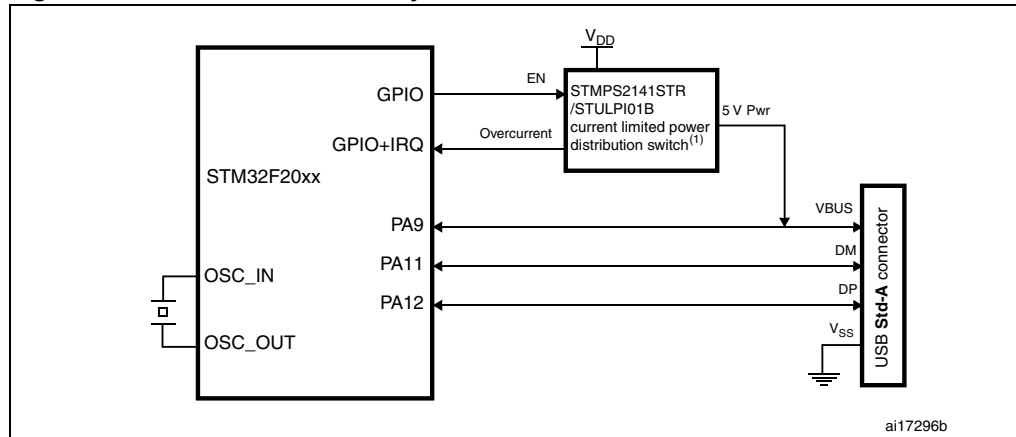 V_DD
EN
GPIO
STMPS2141STR
/STULPI01B
current limited power
distribution switch(1)
5 V Pwr
Overcurrent
GPIO+IRQ
STM32F20xx
PA9
VBUS
PA11
DM
PA12
DP
OSC_IN
OSC_OUT
V_SS
USB Std-A connector
ai17296b